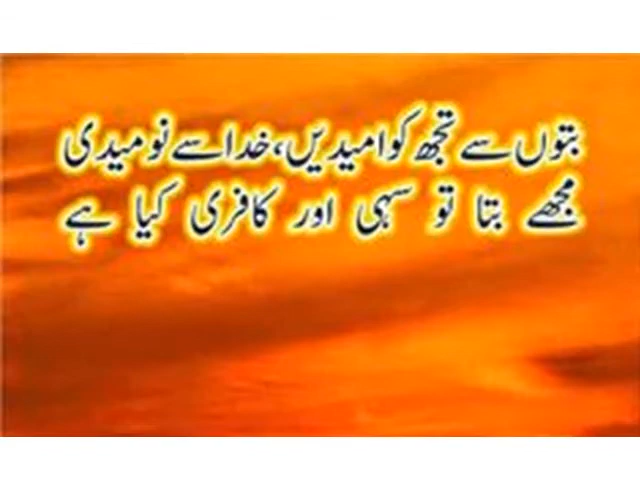 بتوں سے تجھ کو امیدیں، خدا سے نومیدی
مجھے بتا تو سہی اور کافری کیا ہے